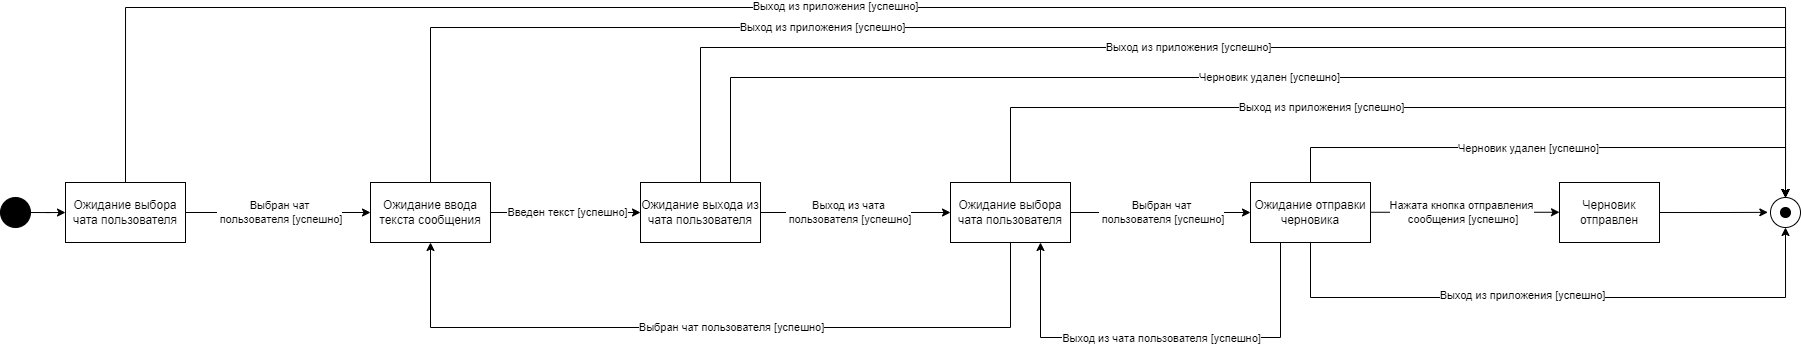 Выход из приложения [успешно]
Выход из приложения [успешно]
Выход из приложения [успешно]
Черновик удален [успешно]
Выход из приложения [успешно]
Черновик удален [успешно]
Ожидание выбора
чата пользователя
Выбран чат
пользователя [успешно]
Ожидание ввода
текста сообщения
Введен текст [успешно]
Ожидание выхода из
чата пользователя
Выход из чата
пользователя [успешно]
Ожидание выбора
чата пользователя
Выбран чат
пользователя [успешно]
Ожидание отправки
черновика
Нажата кнопка отправления
сообщения [успешно]
Черновик
отправлен
Выход из приложения [успешно]
Выбран чат пользователя [успешно]
Выход из чата пользователя [успешно]